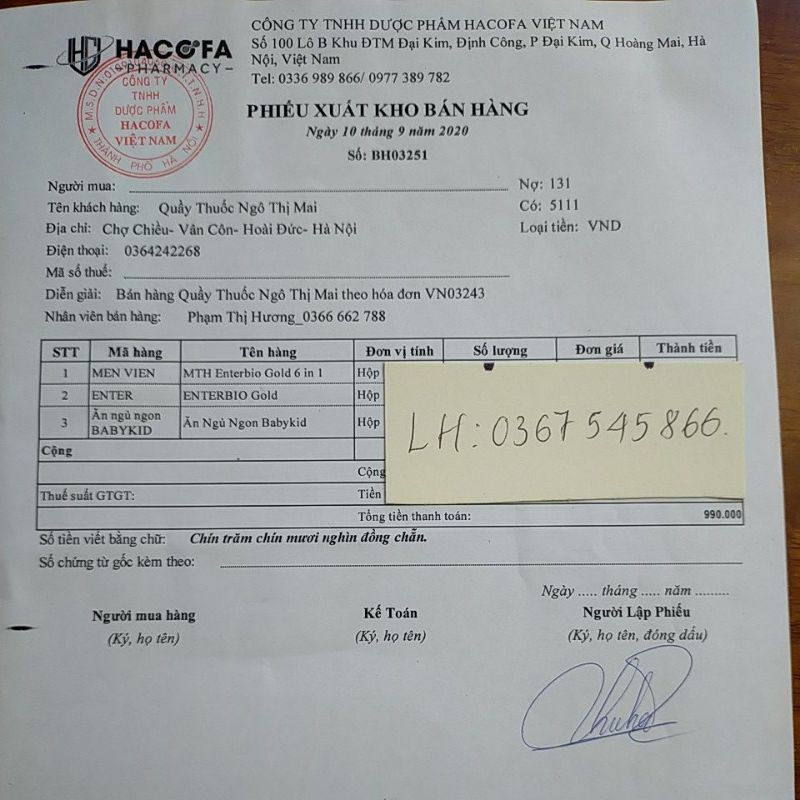 CÔNG TY TNHH DƯỢC PHẨM HACOFA VIỆT NAM
HACOFA
PHARMACY
Số 100 Lô B Khu ĐTM Đại Kim, Định Công, P Đại Kim, Q Hoàng Mai, Hà
Nội, Việt Nam
Tel: 0336 989 866/ 0977 389 782
CÔNG TY
TNHH
DƯỢC PHẨM
HACOFA
VIỆT NAM
THÀNH PHỐ HÀ NỘI
PHIẾU XUẤT KHO BÁN HÀNG
Ngày 10 tháng 9 năm 2020
Số: BH03251
Người mua: Nợ: 131
Tên khách hàng: Quầy Thuốc Ngô Thị Mai Có: 5111
Địa chỉ: Chợ Chiều- Vân Côn- Hoài Đức- Hà Nội Loại tiền: VND
Điện thoại: 0364242268
Mã số thuế:
Diễn giải: Bán hàng Quầy Thuốc Ngô Thị Mai theo hóa đơn VN03243
Nhân viên bán hàng: Phạm Thị Hương_0366 662 788
STT Mã hàng Tên hàng Đơn vị tính Số lượng Đơn giá Thành tiền
1 MEN VIEN MTH Enterbio Gold 6 in 1 Hộp
2 ENTER ENTERBIO Gold Hộp
3 Ăn ngủ ngon BABYKID Ăn Ngủ Ngon Babykid Hộp
LH: 0367 545 866.
Cộng
Cộng
Thuế suất GTGT: Tiền
Tổng tiền thanh toán: 990.000
Số tiền viết bằng chữ: Chín trăm chín mươi nghìn đồng chẵn.
Số chứng từ gốc kèm theo:
Ngày ..... tháng ..... năm .........
Người mua hàng Kế Toán Người Lập Phiếu
(Ký, họ tên) (Ký, họ tên) (Ký, họ tên, đóng dấu)